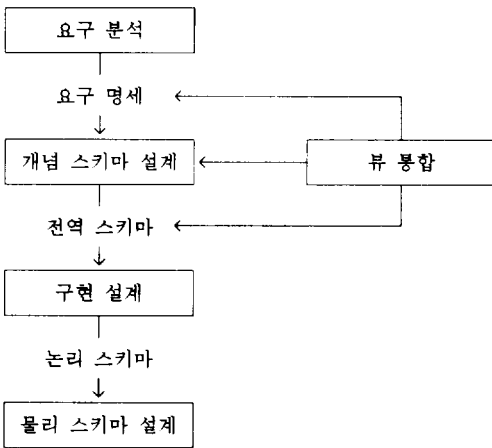 요구 분석
요구 명세
개념 스키마 설계
뷰 통합
전역 스키마
구현 설계
논리 스키마
물리 스키마 설계